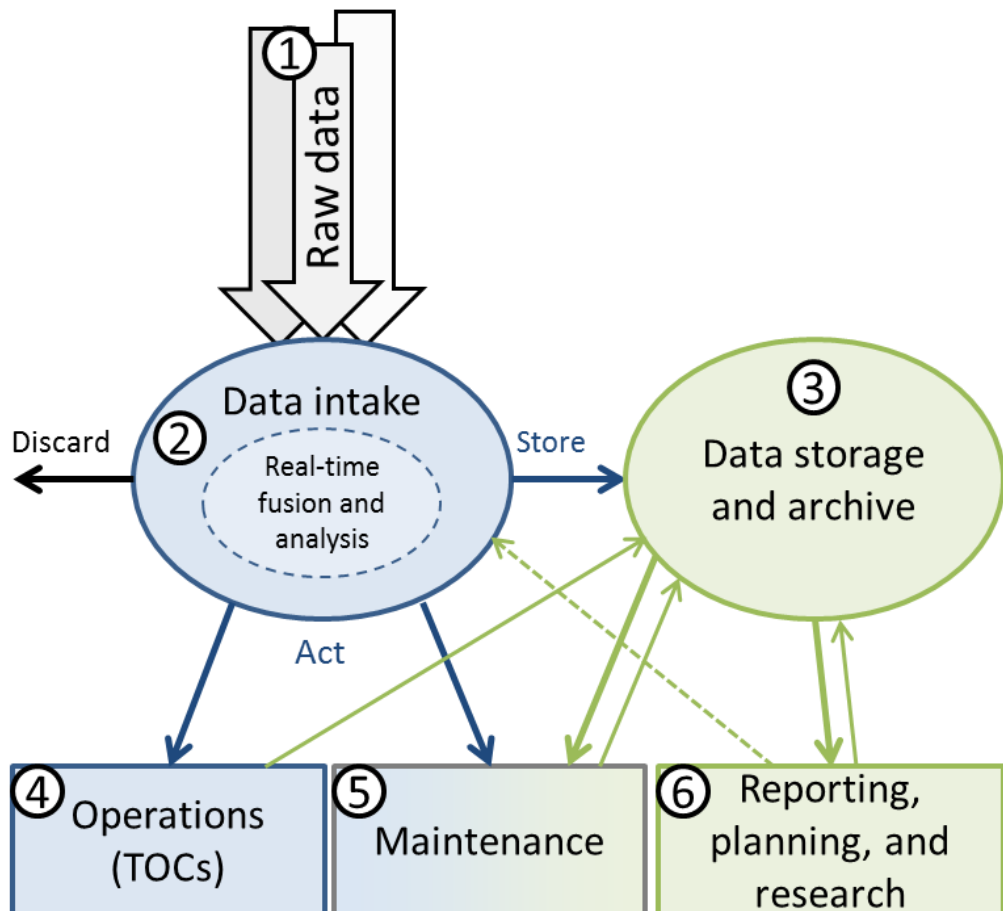 1
Raw data
Data intake
2
Real-time
fusion and
analysis
Discard
Store
3
Data storage
and archive
Act
4
Operations
(TOCs)
5
Maintenance
6
Reporting,
planning, and
research